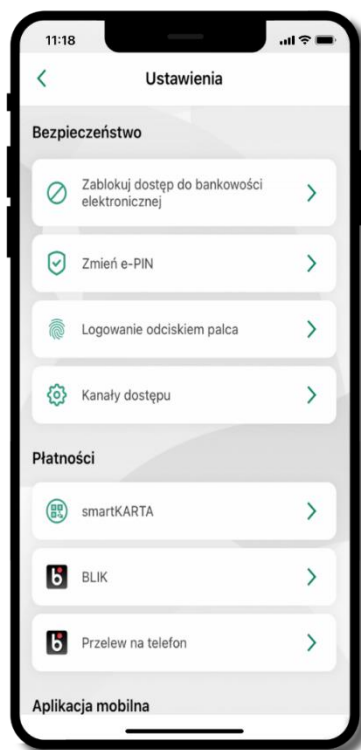 11:18
Ustawienia
Bezpieczeństwo
Zablokuj dostęp do bankowości
elektronicznej
Zmień e-PIN
Logowanie odciskiem palca
Kanały dostępu
Płatności
smartKARTA
BLIK
Przelew na telefon
Aplikacja mobilna